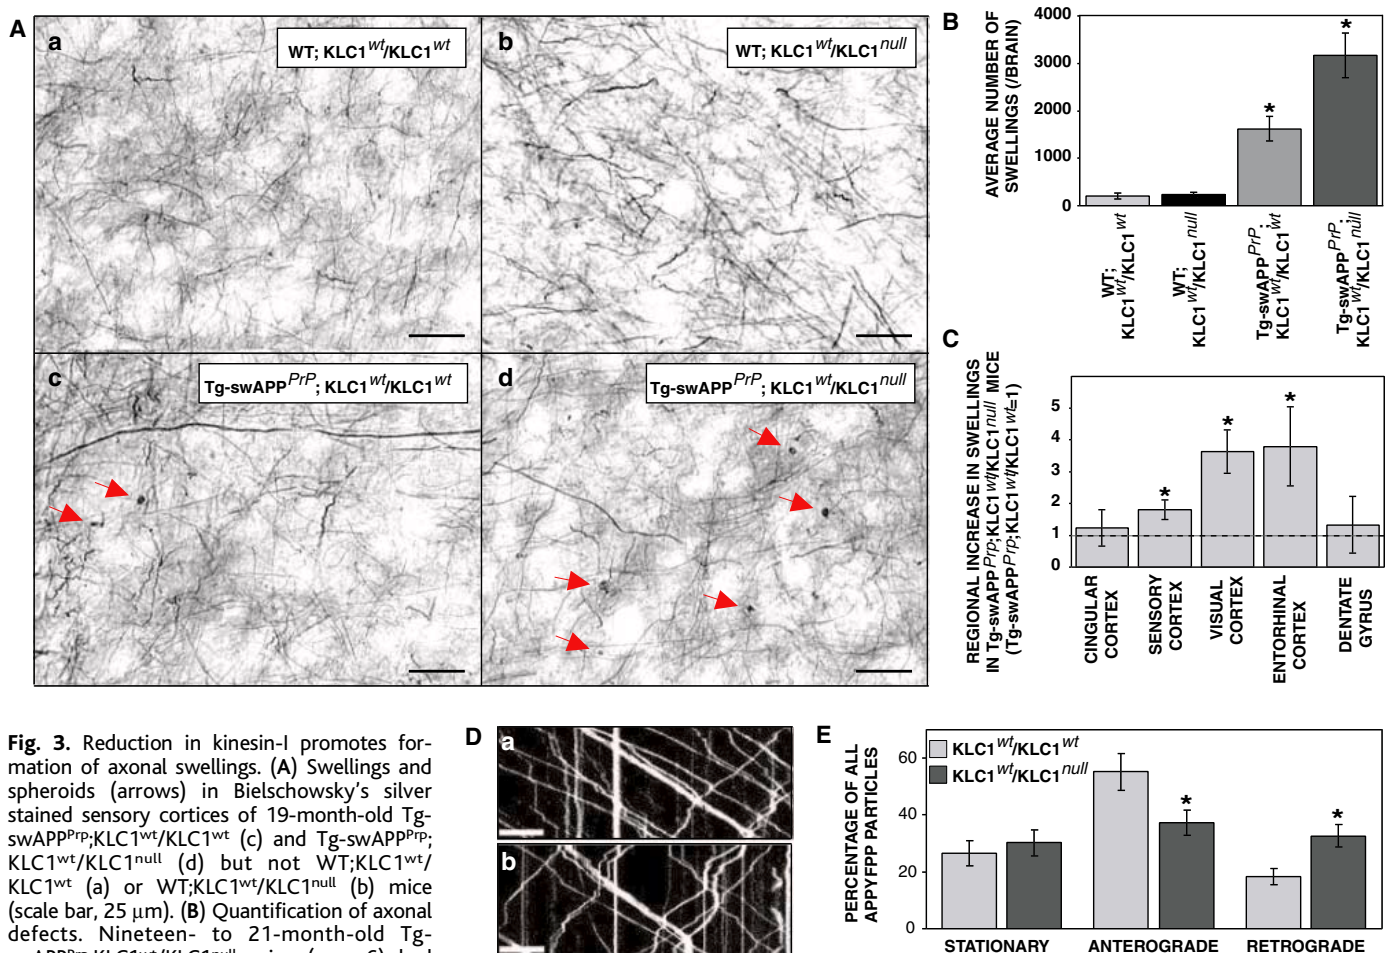 A
a
WT; KLC1wt/KLC1wt
b
WT; KLC1wt/KLC1null
c
Tg-swAPPPrP; KLC1wt/KLC1wt
d
Tg-swAPPPrP; KLC1wt/KLC1null
B
AVERAGE NUMBER OF
SWELLINGS (/BRAIN)
4000
3000
2000
1000
0
*
*
WT;
KLC1wt/KLC1wt
WT;
KLC1wt/KLC1null
Tg-swAPPPrP;
KLC1wt/KLC1wt
Tg-swAPPPrP;
KLC1wt/KLC1null
C
REGIONAL INCREASE IN SWELLINGS
IN Tg-swAPPPrp;KLC1wt/KLC1null MICE
(Tg-swAPPPrp;KLC1wt/KLC1wt=1)
5
4
3
2
1
0
*
*
*
CINGULAR
CORTEX
SENSORY
CORTEX
VISUAL
CORTEX
ENTORHINAL
CORTEX
DENTATE
GYRUS
Fig. 3. Reduction in kinesin-I promotes for-
mation of axonal swellings. (A) Swellings and
spheroids (arrows) in Bielschowsky's silver
stained sensory cortices of 19-month-old Tg-
swAPPPrp;KLC1wt/KLC1wt (c) and Tg-swAPPPrp;
KLC1wt/KLC1null (d) but not WT;KLC1wt/
KLC1wt (a) or WT;KLC1wt/KLC1null (b) mice
(scale bar, 25 μm). (B) Quantification of axonal
defects. Nineteen- to 21-month-old Tg-
D
a
b
E
PERCENTAGE OF ALL
APPYFPP PARTICLES
60
40
20
0
KLC1wt/KLC1wt
KLC1wt/KLC1null
*
*
STATIONARY
ANTEROGRADE
RETROGRADE